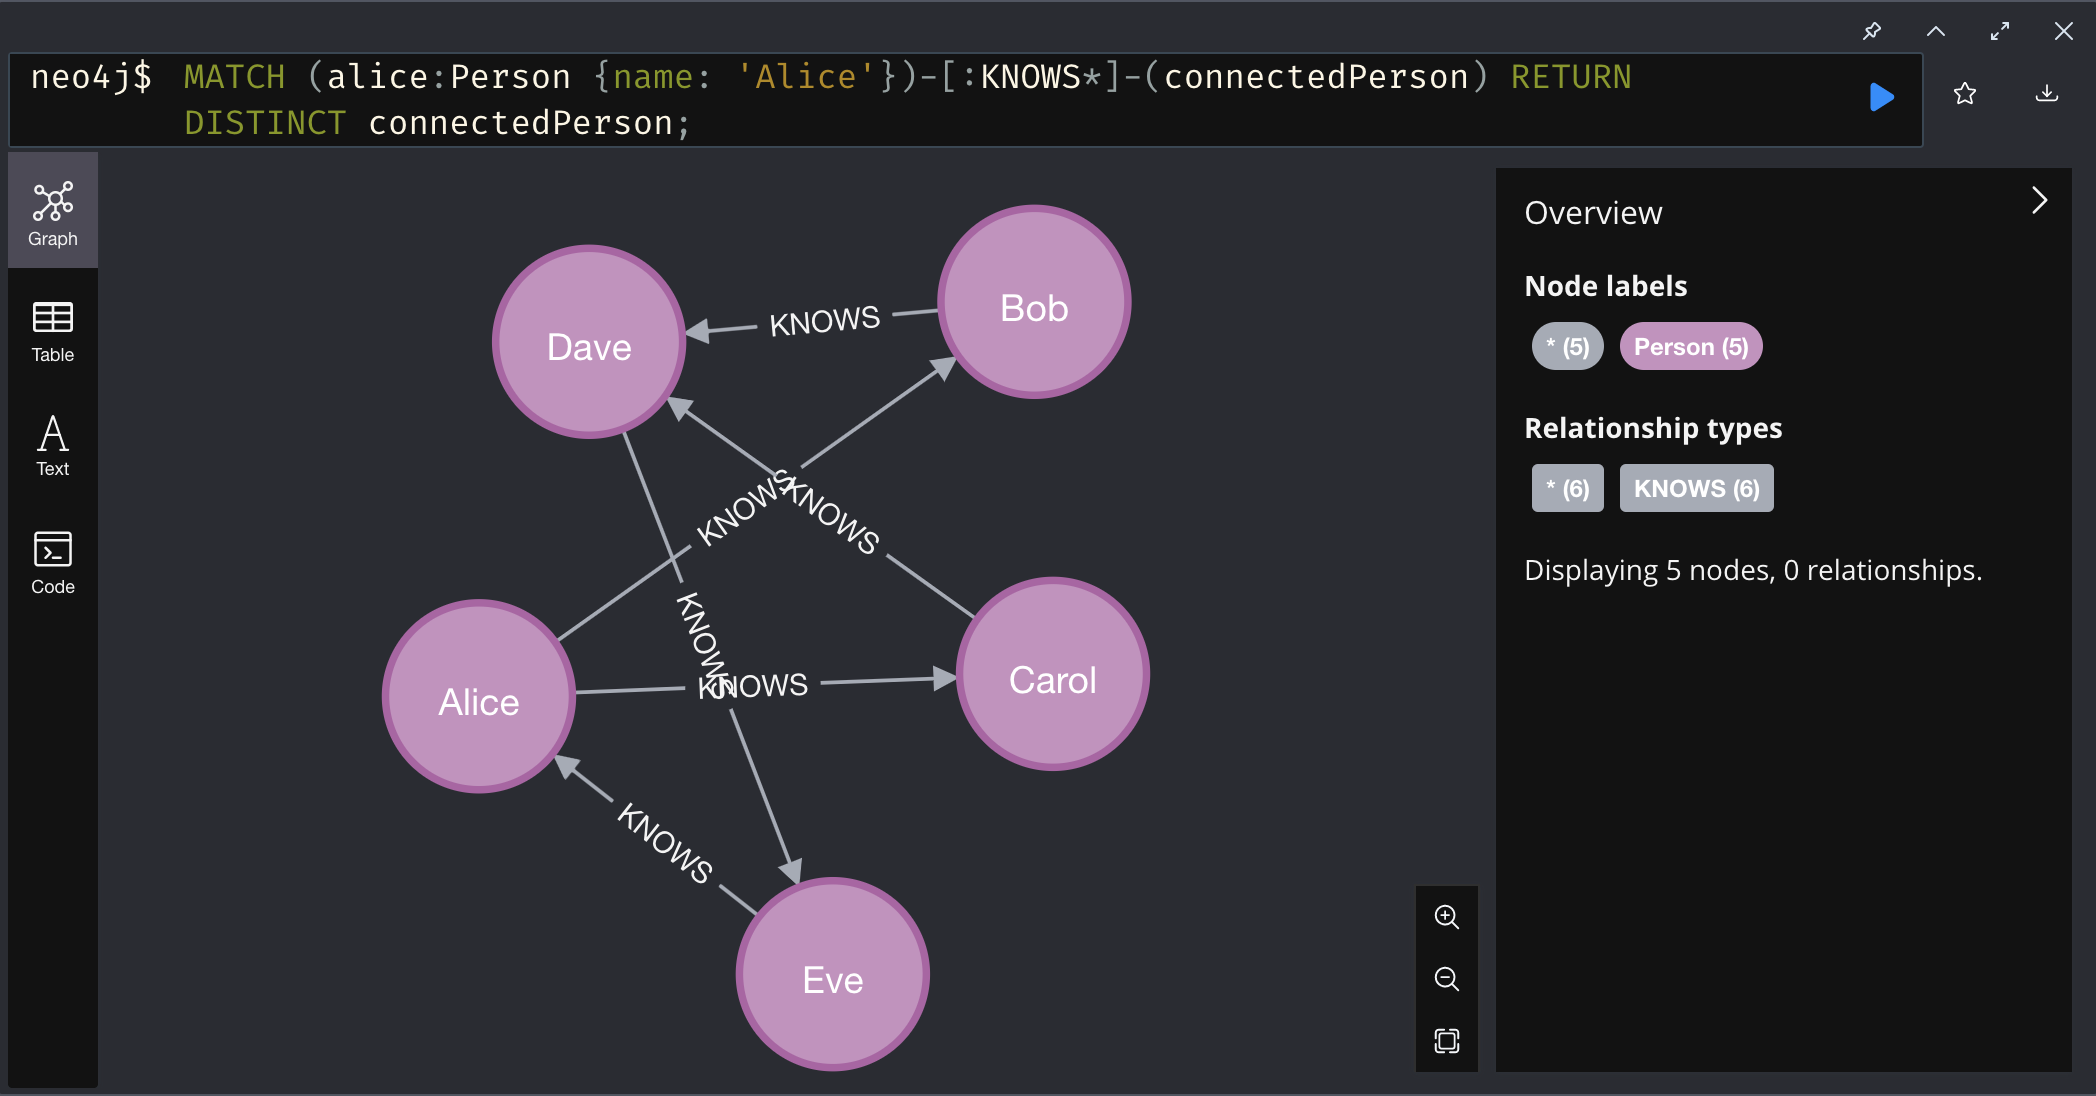 neo4j$ MATCH (alice:Person {name: 'Alice'})-[:KNOWS*]-(connectedPerson) RETURN
DISTINCT connectedPerson;
Graph
Table
Text
Code
Dave
Bob
KNOWS
KNOWS
KNOWS
KNOWS
Alice
KNOWS
Carol
KNOWS
Eve
Overview
Node labels
* (5) Person (5)
Relationship types
* (6) KNOWS (6)
Displaying 5 nodes, 0 relationships.